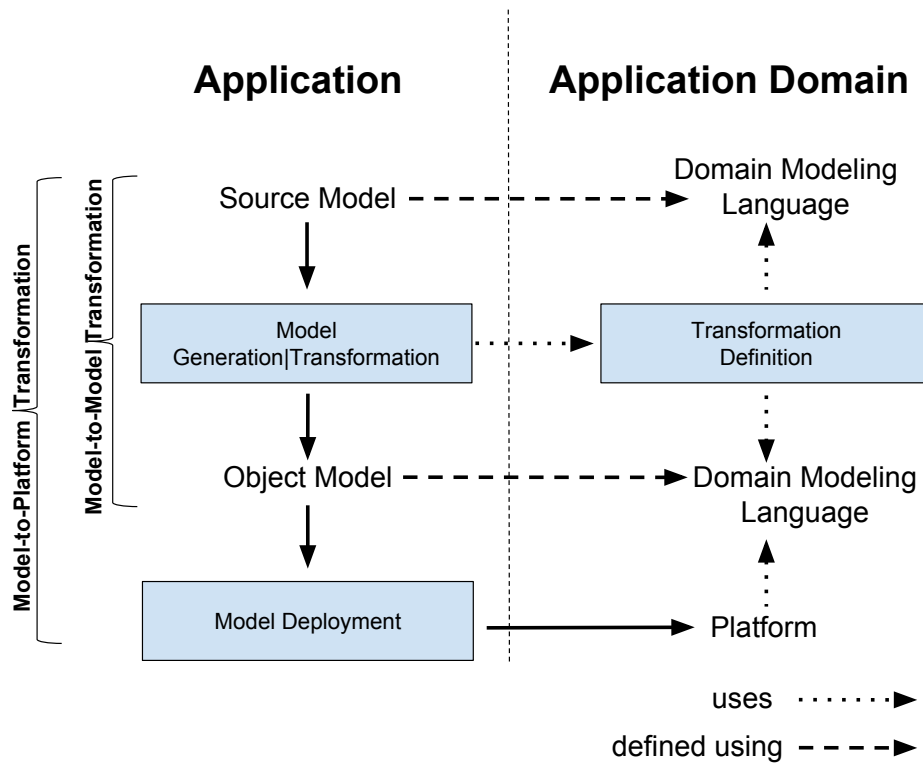 Application
Application Domain
Model-to-Platform Transformation
Model-to-Model Transformation
Source Model
Domain Modeling
Language
Model
Generation|Transformation
Transformation
Definition
Object Model
Domain Modeling
Language
Model Deployment
Platform
uses
defined using